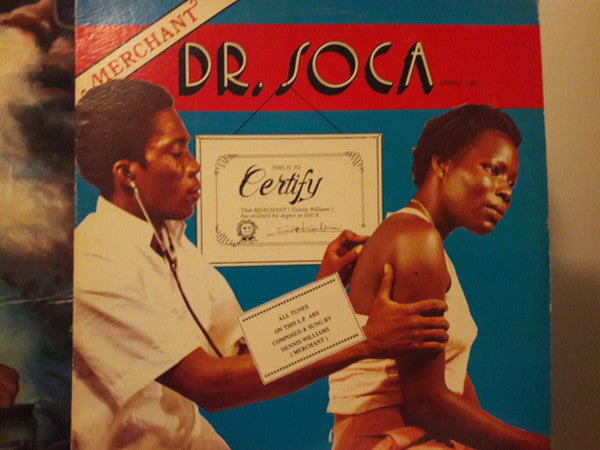 MERCHANT
DR. SOCA
STEREO
THIS IS TO
Certify
That MERCHANT ( Dennis Williams )
has received his degree in SOCA
ALL TUNES
ON THIS L.P. ARE
COMPOSED & SUNG BY
DENNIS WILLIAMS
( MERCHANT )